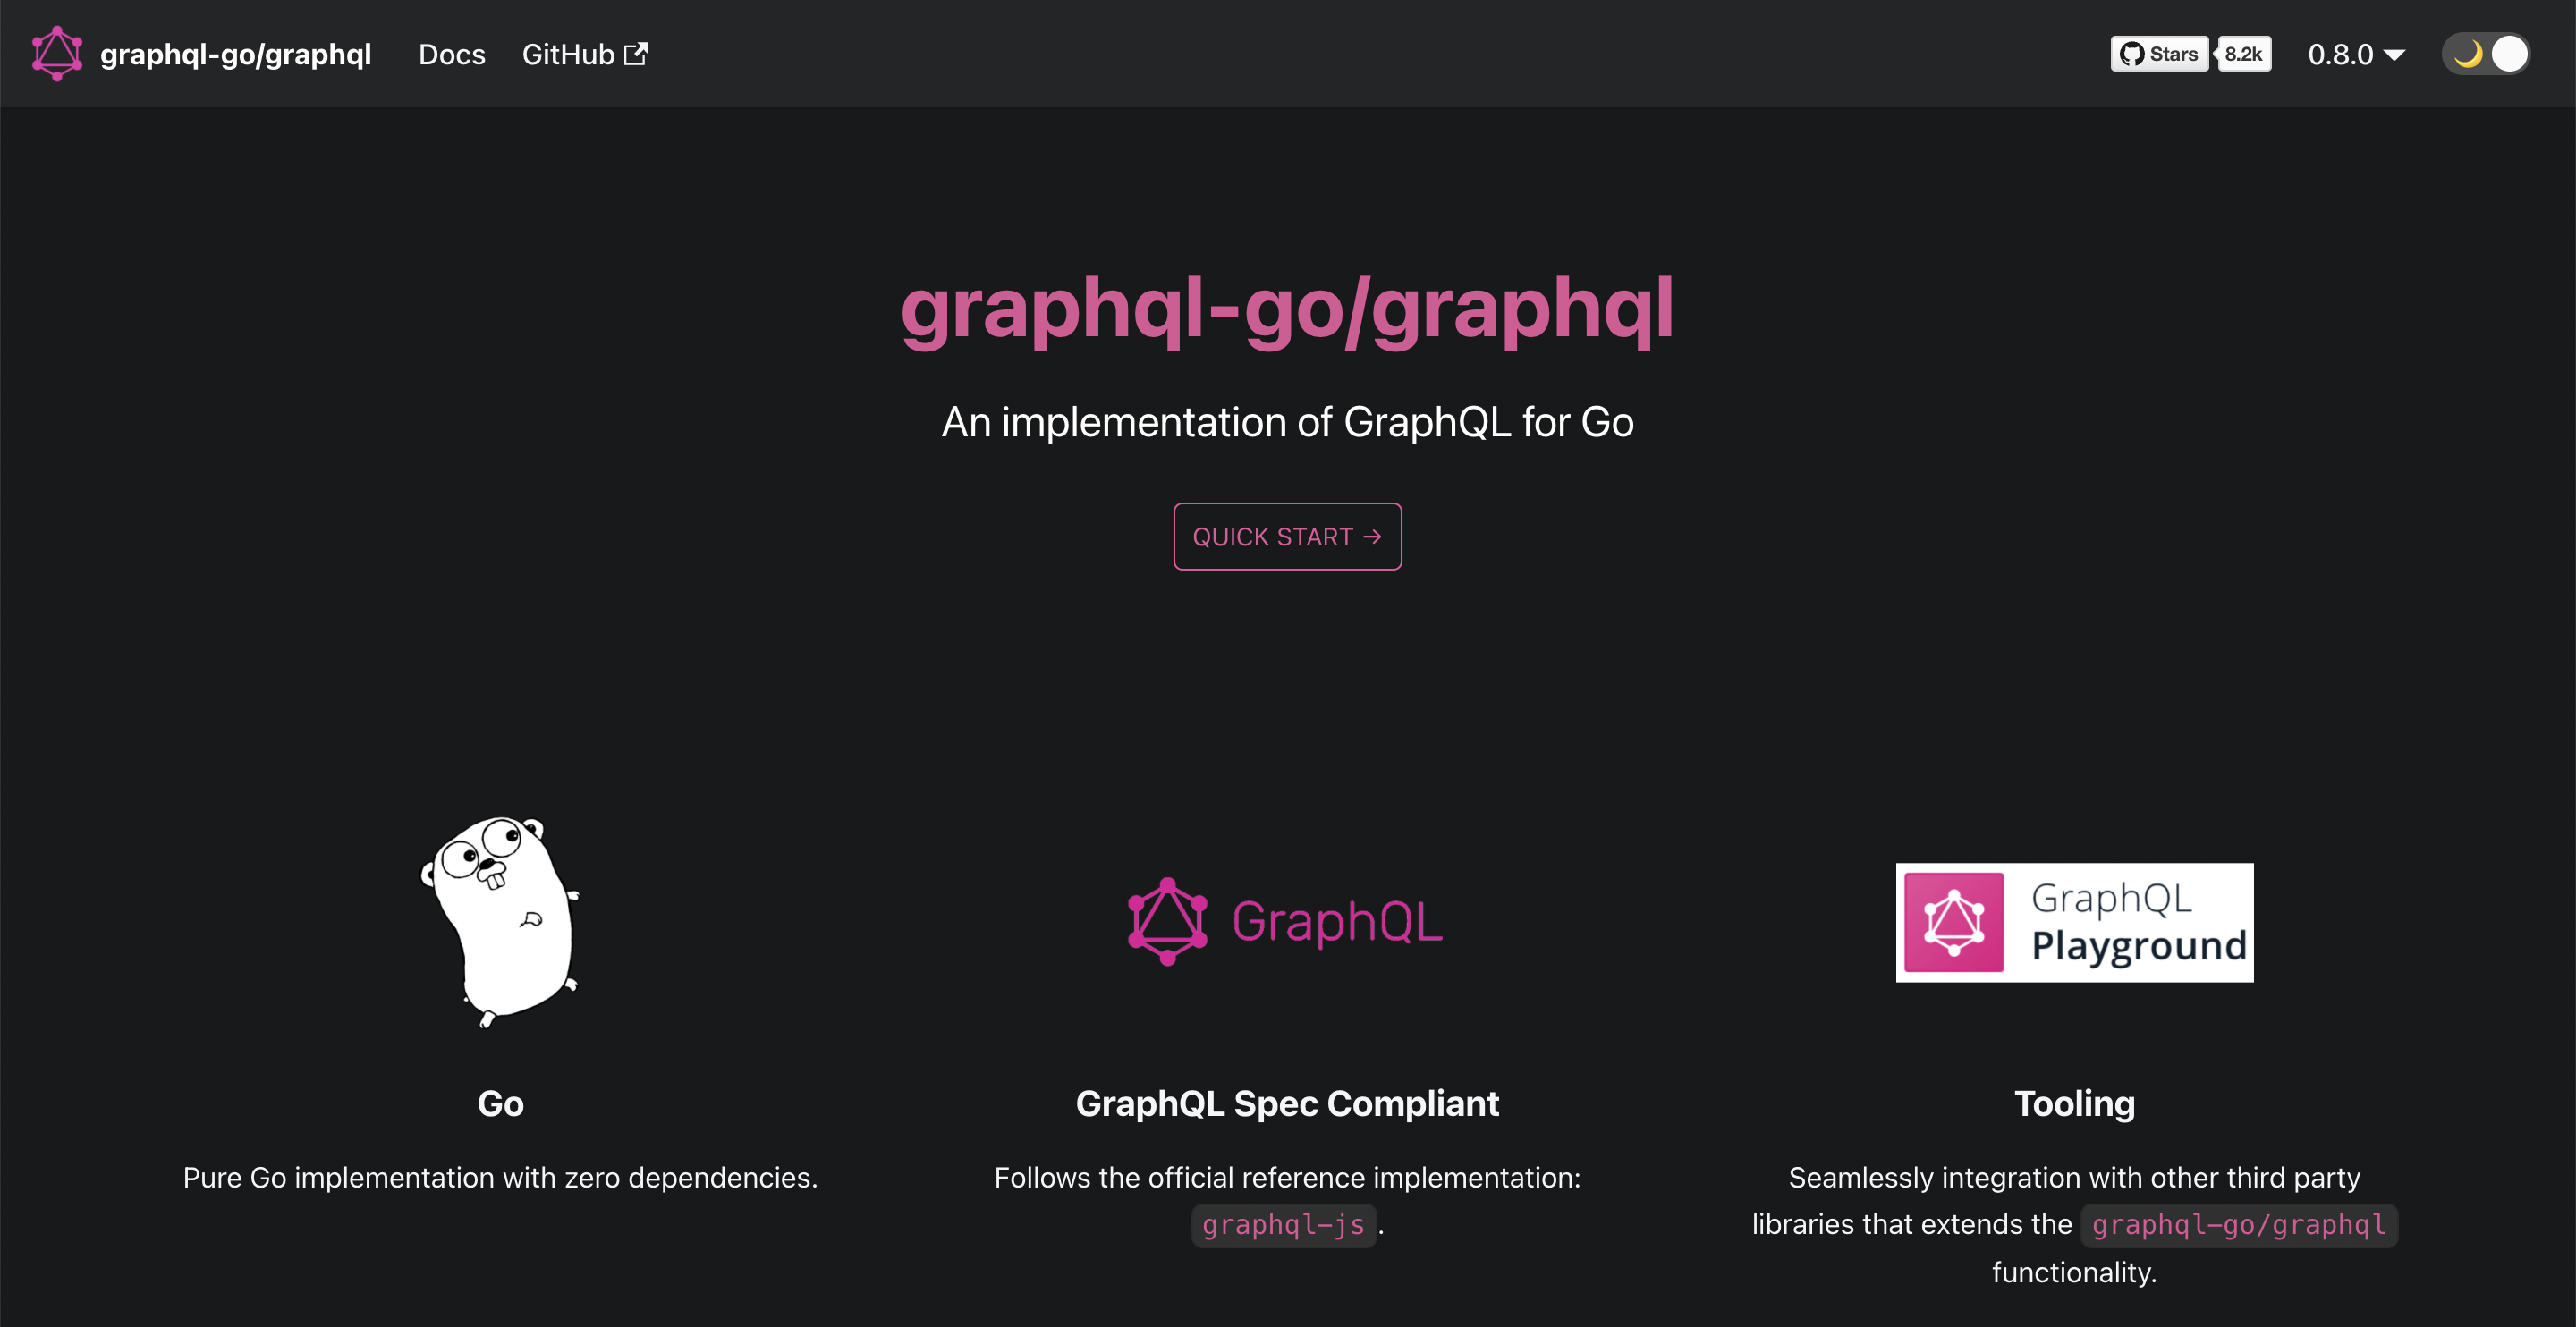 graphql-go/graphql Docs GitHub Stars 8.2k 0.8.0
graphql-go/graphql
An implementation of GraphQL for Go
QUICK START →
GraphQL
GraphQL
Playground
Go
Pure Go implementation with zero dependencies.
GraphQL Spec Compliant
Follows the official reference implementation:
graphql-js.
Tooling
Seamlessly integration with other third party
libraries that extends the graphql-go/graphql
functionality.